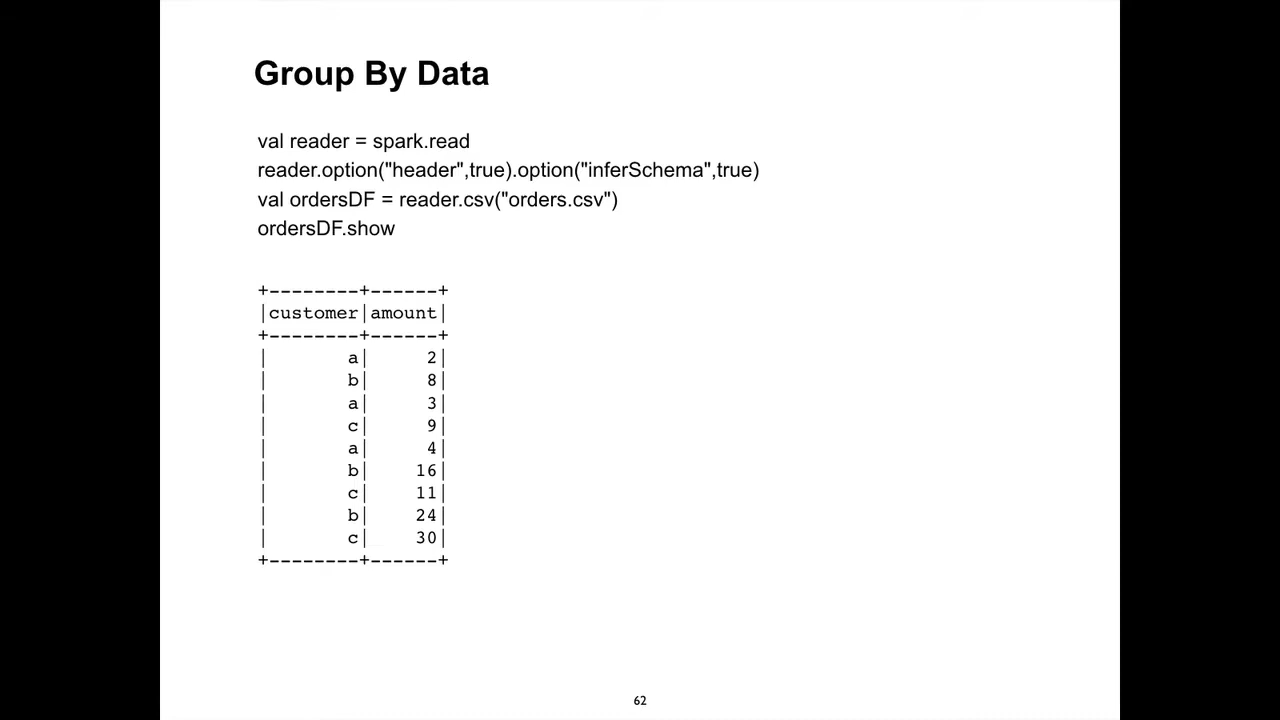 Group By Data
val reader = spark.read
reader.option("header",true).option("inferSchema",true)
val ordersDF = reader.csv("orders.csv")
ordersDF.show
+--------+------+
|customer|amount|
+--------+------+
|       a|     2|
|       b|     8|
|       a|     3|
|       c|     9|
|       a|     4|
|       b|    16|
|       c|    11|
|       b|    24|
|       c|    30|
+--------+------+
62